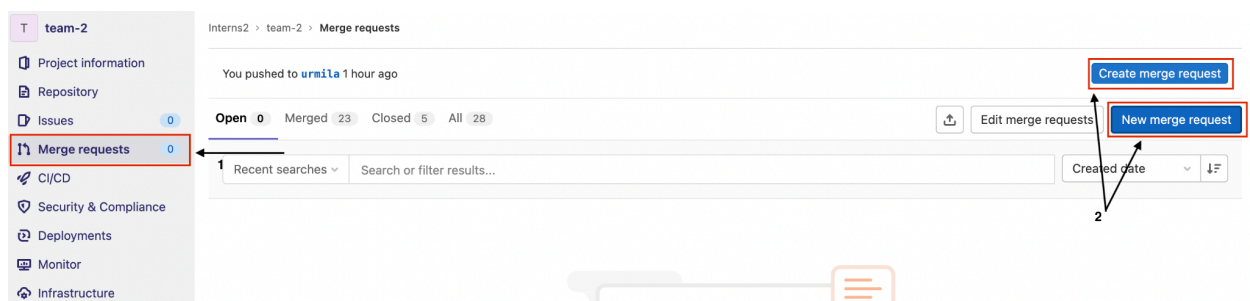 T team-2
Project information
Repository
Issues 0
Merge requests 0
CI/CD
Security & Compliance
Deployments
Monitor
Infrastructure
Interns2 > team-2 > Merge requests
You pushed to urmila 1 hour ago
Create merge request
Open 0 Merged 23 Closed 5 All 28
Edit merge requests
New merge request
1
Recent searches
Search or filter results...
Created date
2